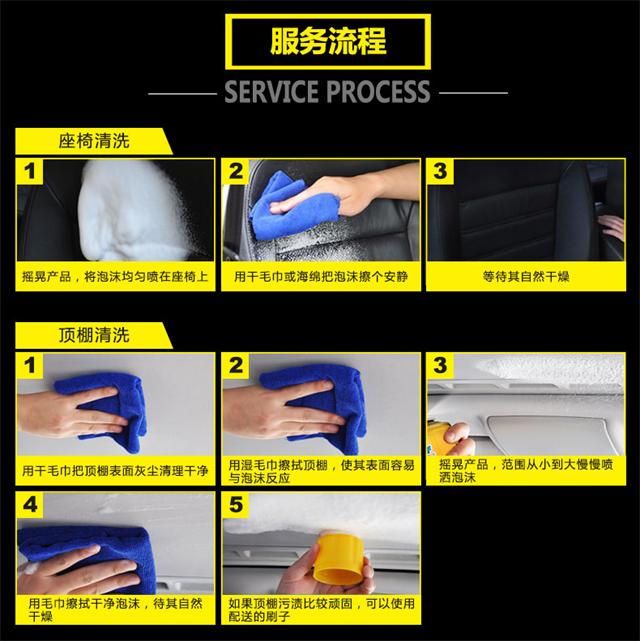 服务流程
SERVICE PROCESS
座椅清洗
1
2
3
摇晃产品，将泡沫均匀喷在座椅上
用干毛巾或海绵把泡沫擦个安静
等待其自然干燥
顶棚清洗
1
2
3
用干毛巾把顶棚表面灰尘清理干净
用湿毛巾擦拭顶棚，使其表面容易
与泡沫反应
摇晃产品，范围从小到大慢慢喷
洒泡沫
4
5
用毛巾擦拭干净泡沫，待其自然
干燥
如果顶棚污渍比较顽固，可以使用
配送的刷子